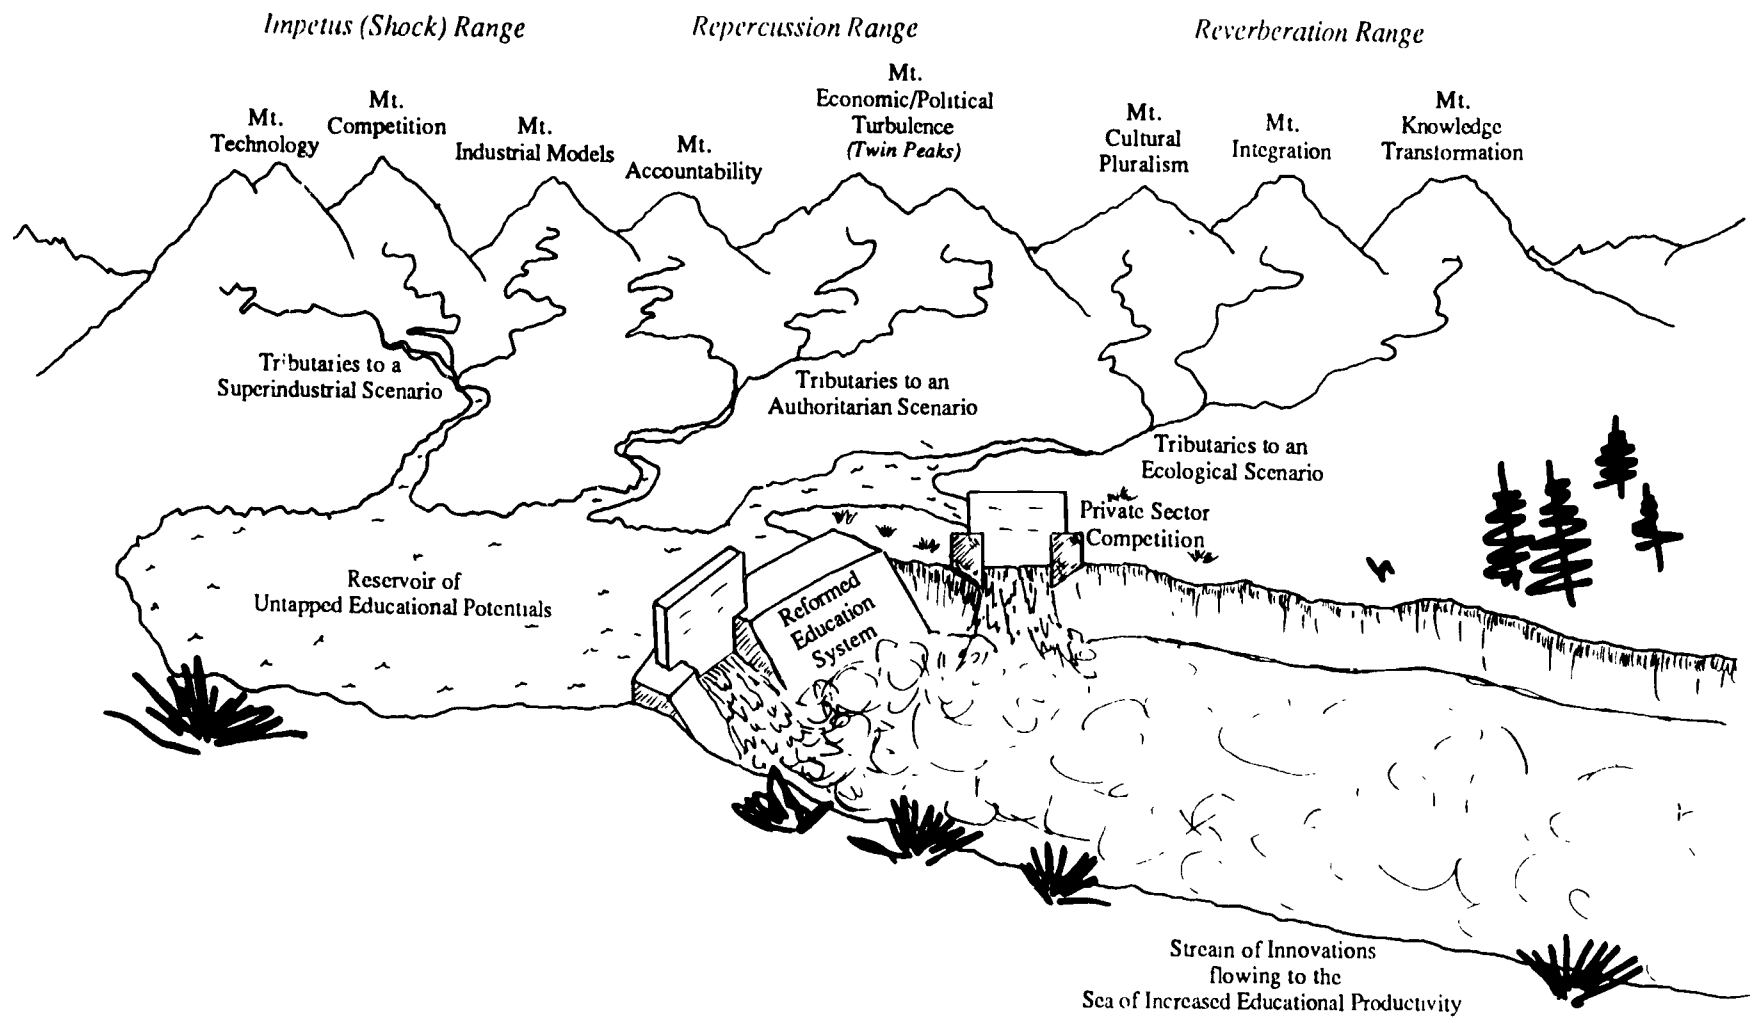 Impetus (Shock) Range
Repercussion Range
Reverberation Range
Mt.
Technology
Mt.
Competition
Mt.
Industrial Models
Mt.
Accountability
Mt.
Economic/Political
Turbulence
(Twin Peaks)
Mt.
Cultural
Pluralism
Mt.
Integration
Mt.
Knowledge
Transformation
Tributaries to a
Superindustrial Scenario
Tributaries to an
Authoritarian Scenario
Tributaries to an
Ecological Scenario
Private Sector
Competition
Reservoir of
Untapped Educational Potentials
Reformed
Education
System
Stream of Innovations
flowing to the
Sea of Increased Educational Productivity